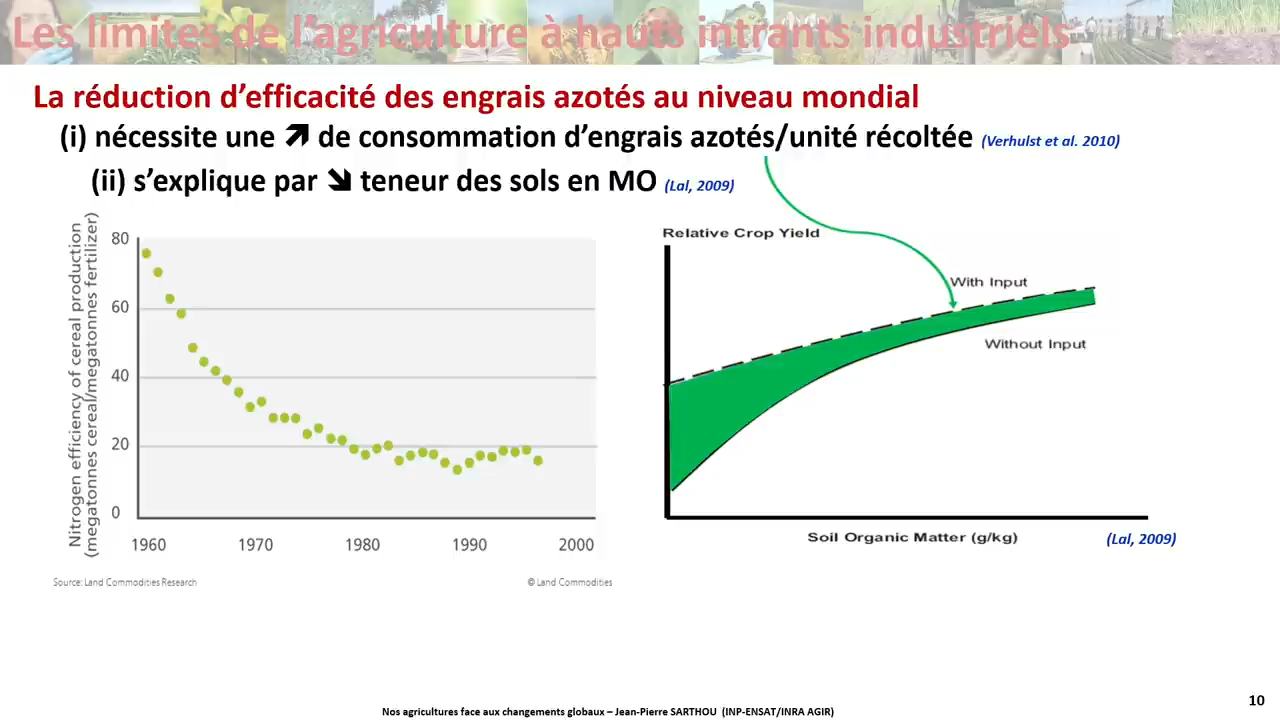 Les limites de l’agriculture à hauts intrants industriels
La réduction d’efficacité des engrais azotés au niveau mondial
(i) nécessite une 🡽 de consommation d’engrais azotés/unité récoltée (Verhulst et al. 2010)
(ii) s’explique par 🡾 teneur des sols en MO (Lal, 2009)
Nitrogen efficiency of cereal production
(megatonnes cereal/megatonnes fertilizer)
80
60
40
20
0
1960 1970 1980 1990 2000
Source: Land Commodities Research
© Land Commodities
Relative Crop Yield
With Input
Without Input
Soil Organic Matter (g/kg)
(Lal, 2009)
Nos agricultures face aux changements globaux – Jean-Pierre SARTHOU (INP-ENSAT/INRA AGIR)
10